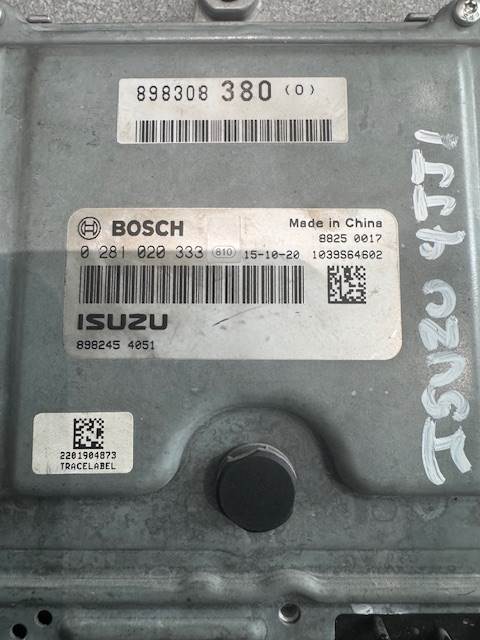 898308 380 (0)
BOSCH
Made in China
8825 0017
0 281 020 333 810 15-10-20 1039S64602
ISUZU
898245 4051
2201904873
TRACELABEL
ISUZU 4JJ1